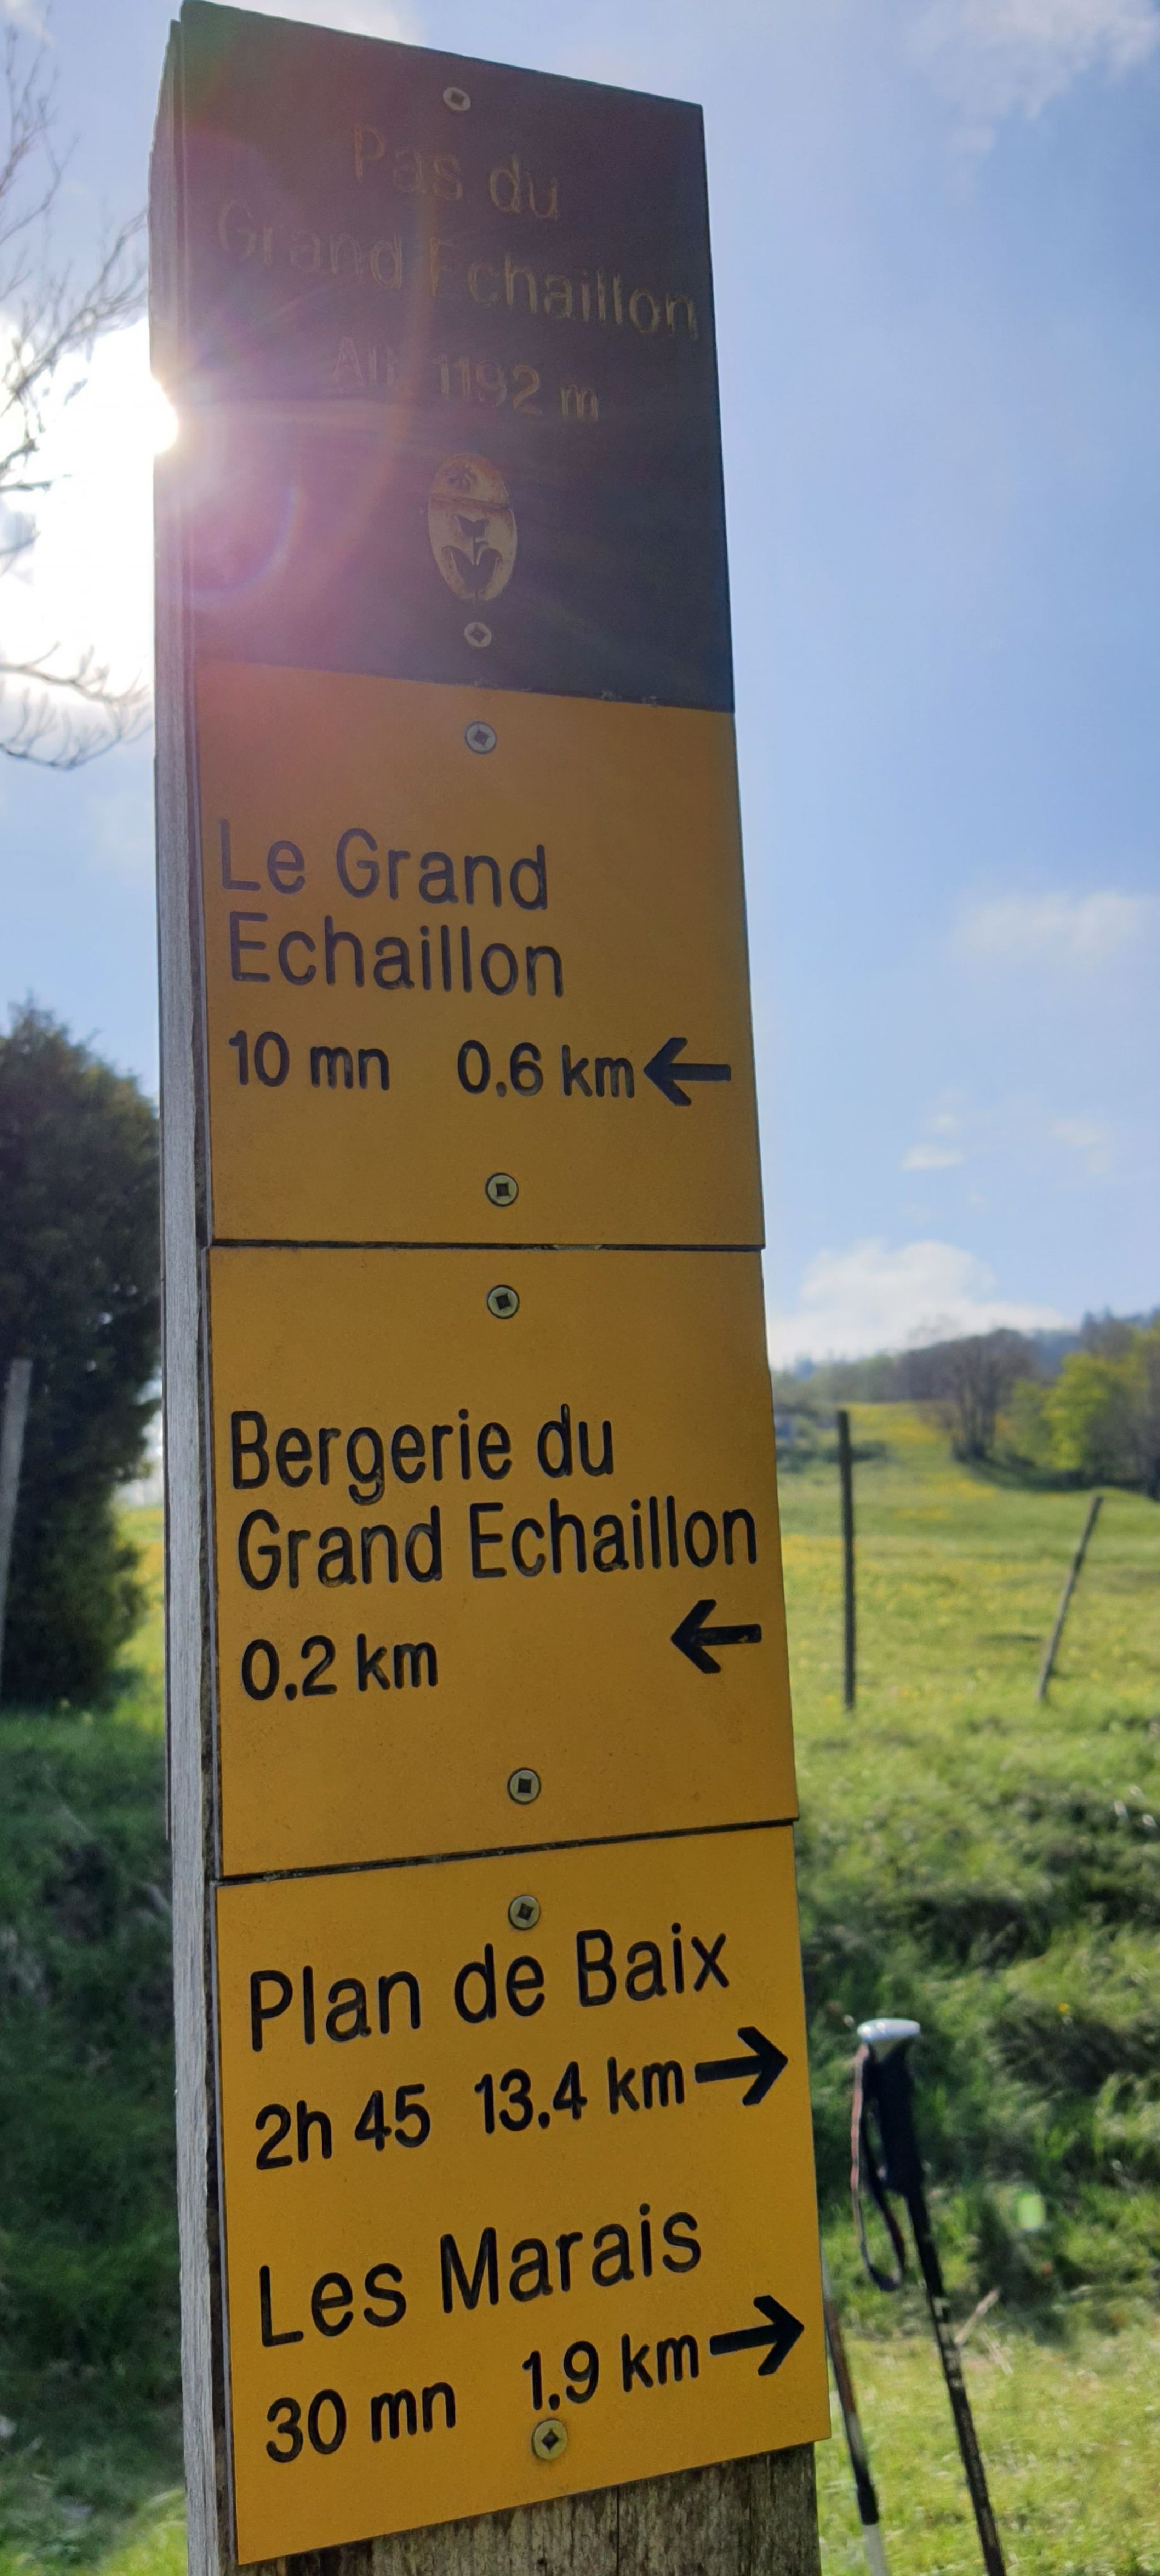 Pas du
Grand Echaillon
Alt. 1192 m
Le Grand
Echaillon
10 mn 0.6 km ←
Bergerie du
Grand Echaillon
0.2 km ←
Plan de Baix
2h 45 13.4 km →
Les Marais
30 mn 1.9 km →